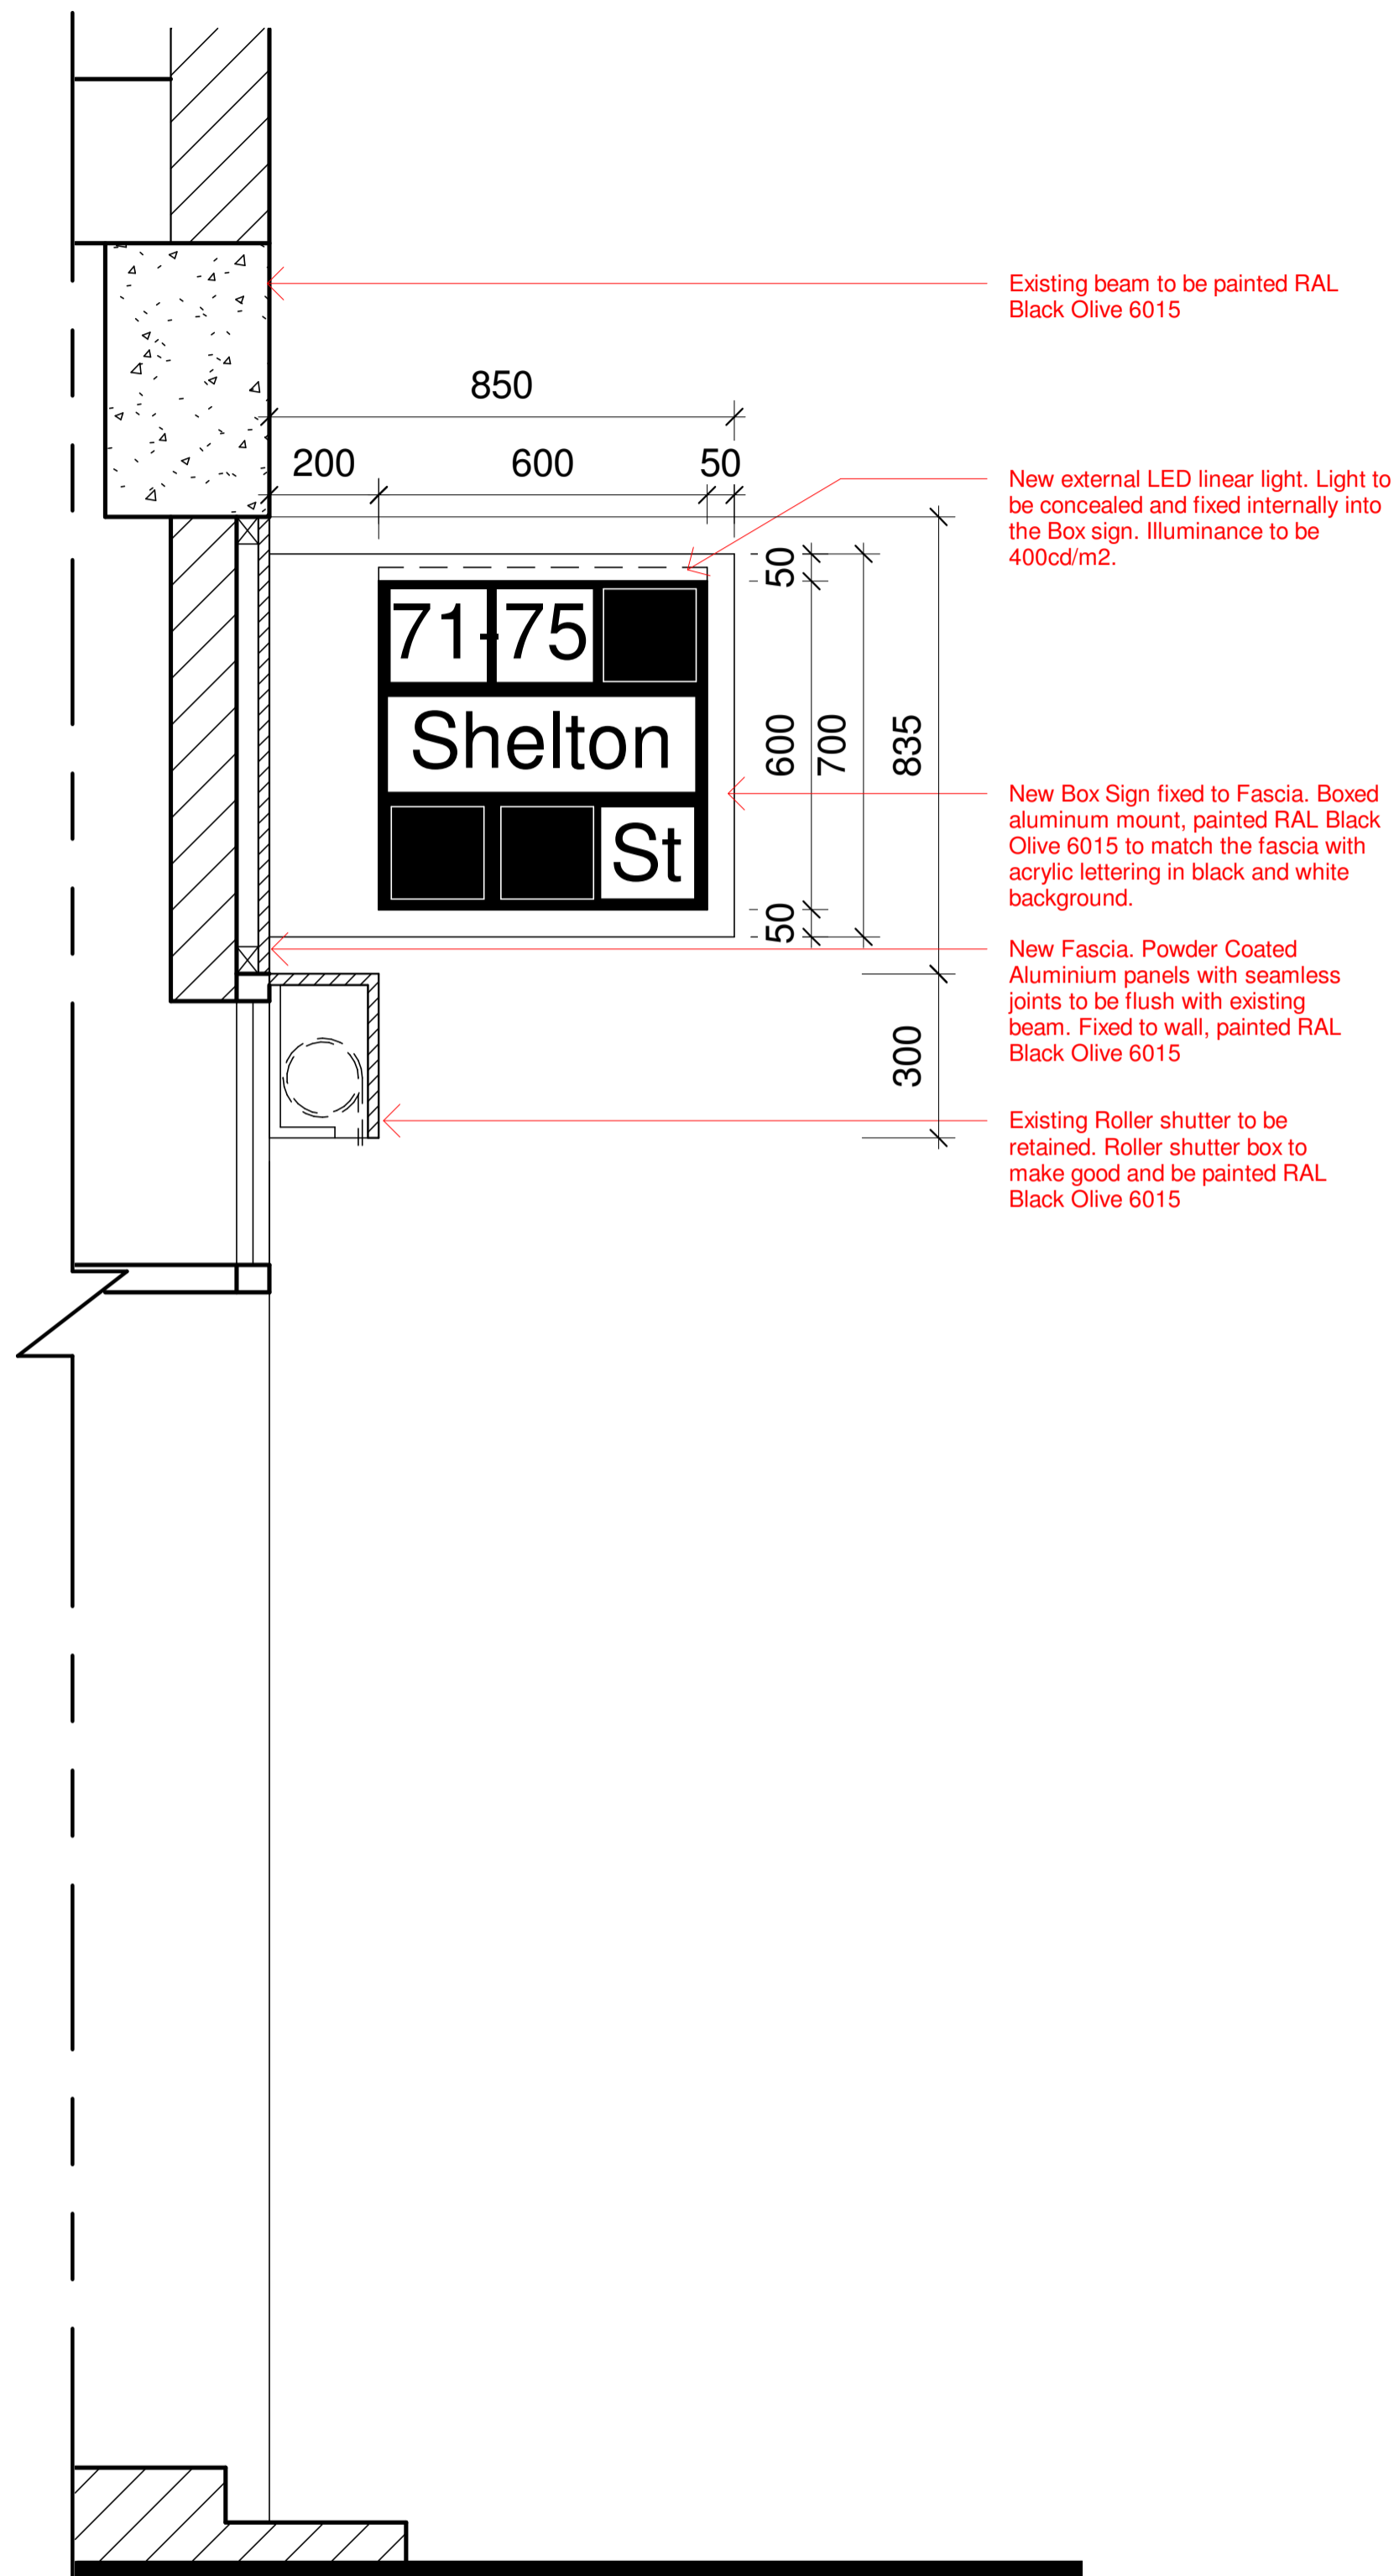 Existing beam to be painted RAL
Black Olive 6015
850
200
600
50
New external LED linear light. Light to
be concealed and fixed internally into
the Box sign. Illuminance to be
400cd/m2.
50
71-75
Shelton
St
600
700
835
50
New Box Sign fixed to Fascia. Boxed
aluminum mount, painted RAL Black
Olive 6015 to match the fascia with
acrylic lettering in black and white
background.
New Fascia. Powder Coated
Aluminium panels with seamless
joints to be flush with existing
beam. Fixed to wall, painted RAL
Black Olive 6015
300
Existing Roller shutter to be
retained. Roller shutter box to
make good and be painted RAL
Black Olive 6015